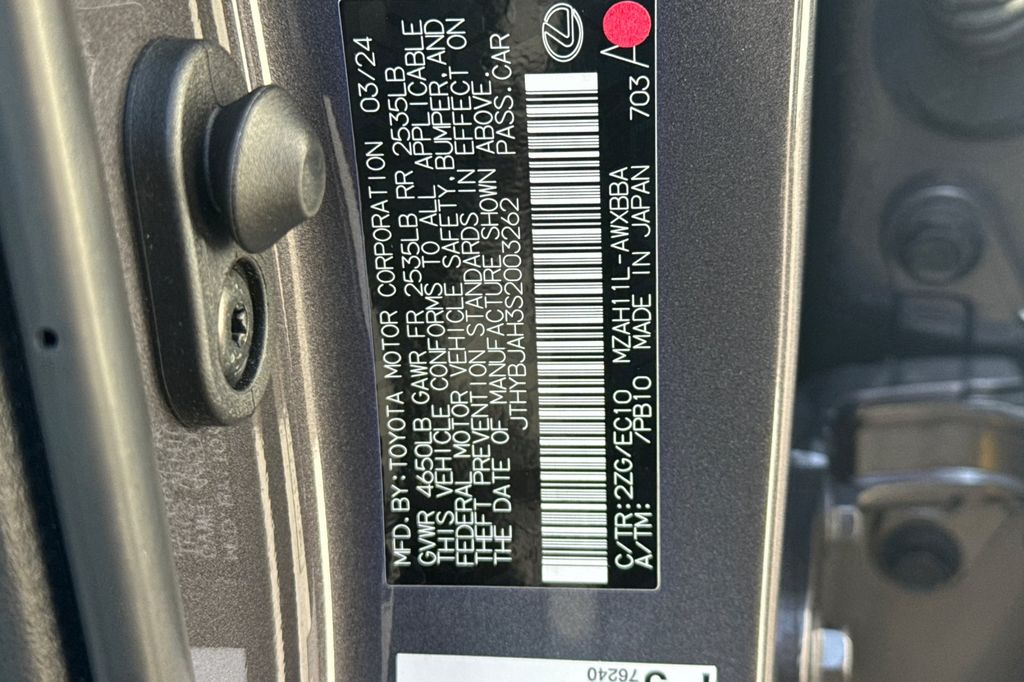 MFD. BY:TOYOTA MOTOR CORPORATION 03/24
GVWR 4650LB GAWR FR 2535LB RR 2535LB
THIS VEHICLE CONFORMS TO ALL APPLICABLE
FEDERAL MOTOR VEHICLE SAFETY, BUMPER, AND
THEFT PREVENTION STANDARDS IN EFFECT ON
THE DATE OF MANUFACTURE SHOWN ABOVE.
JTHYBJAH3S2003262 PASS.CAR
C/TR:2ZG/EC10 MZAH11L-AWXBBA 703
A/TM: /PB10 MADE IN JAPAN A
76240